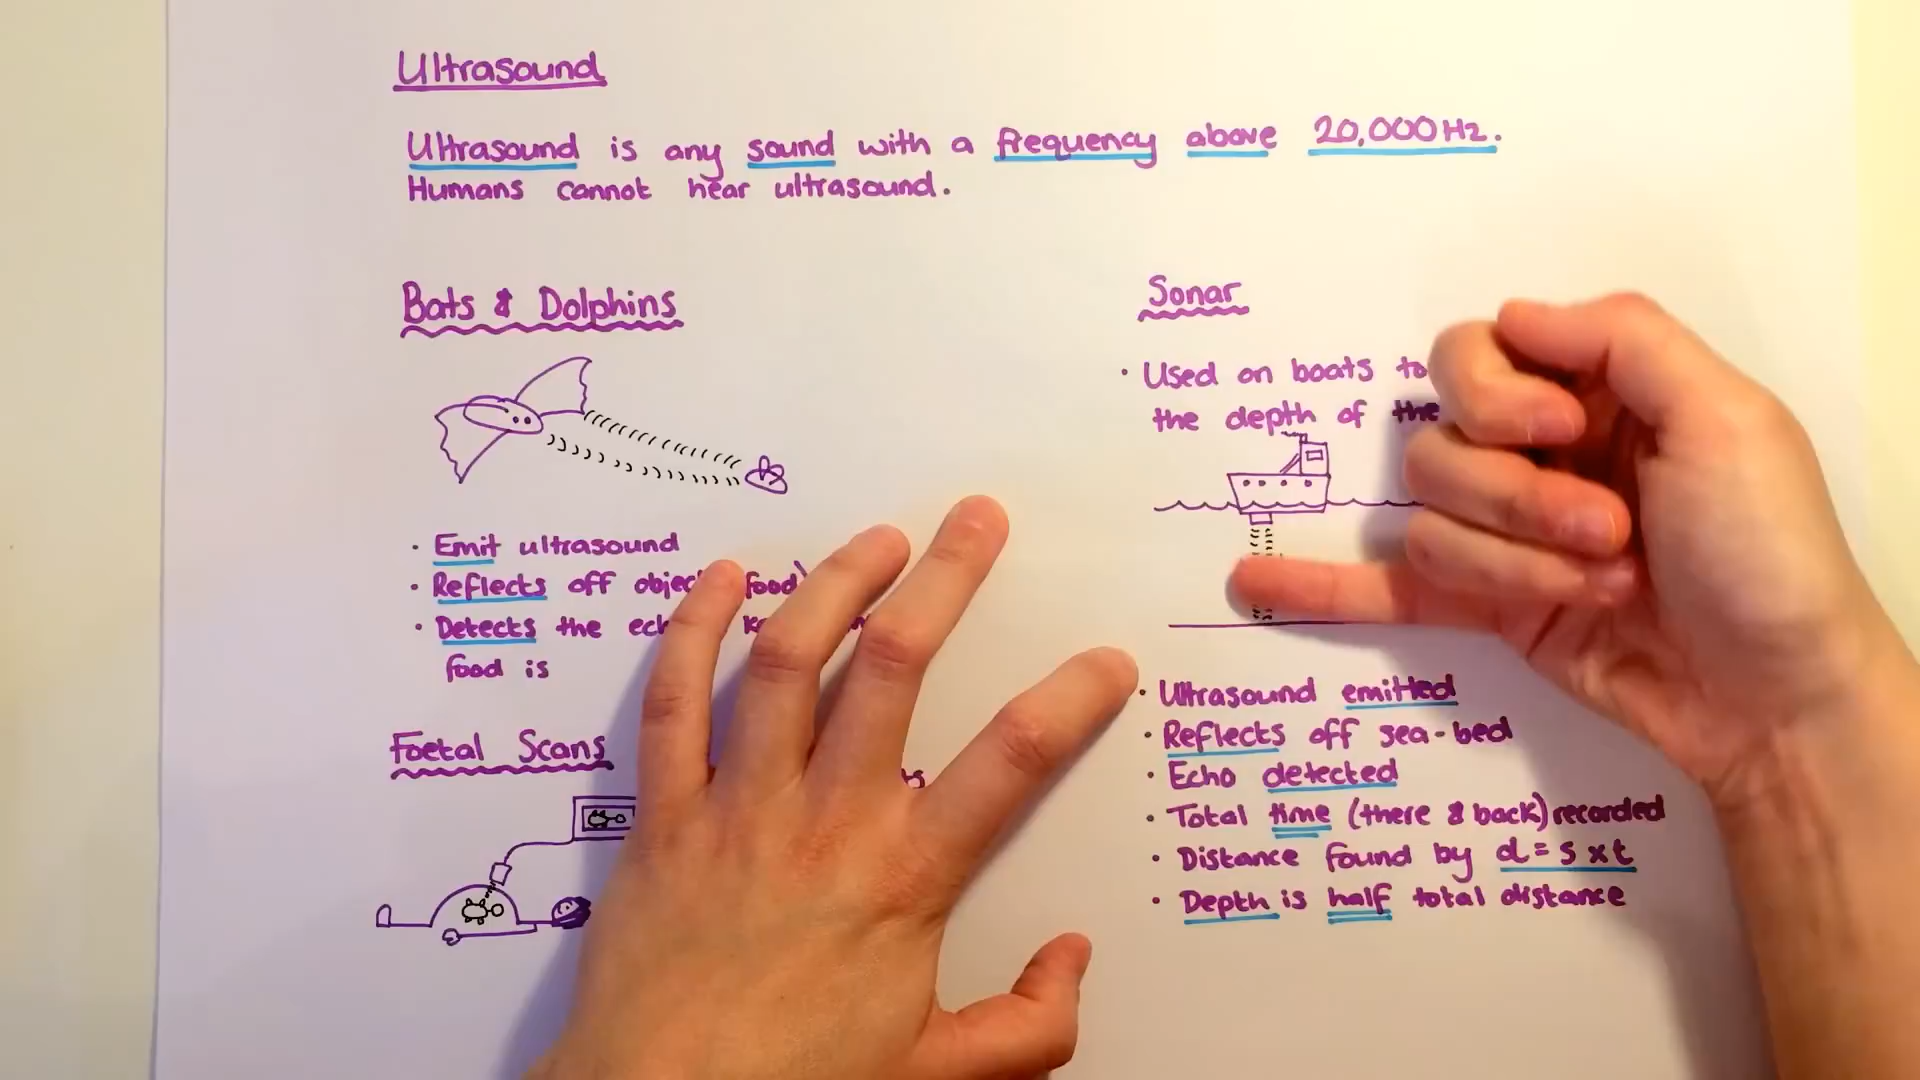 Ultrasound
Ultrasound is any sound with a frequency above 20,000Hz.
Humans cannot hear ultrasound.
Bats & Dolphins
• Emit ultrasound
• Reflects off food)
• Detects the
food is
Foetal Scans
Sonar
• Used on boats to
the depth of the
• Ultrasound emitted
• Reflects off sea-bed
• Echo detected
• Total time (there & back) recorded
• Distance found by d = s x t
• Depth is half total distance